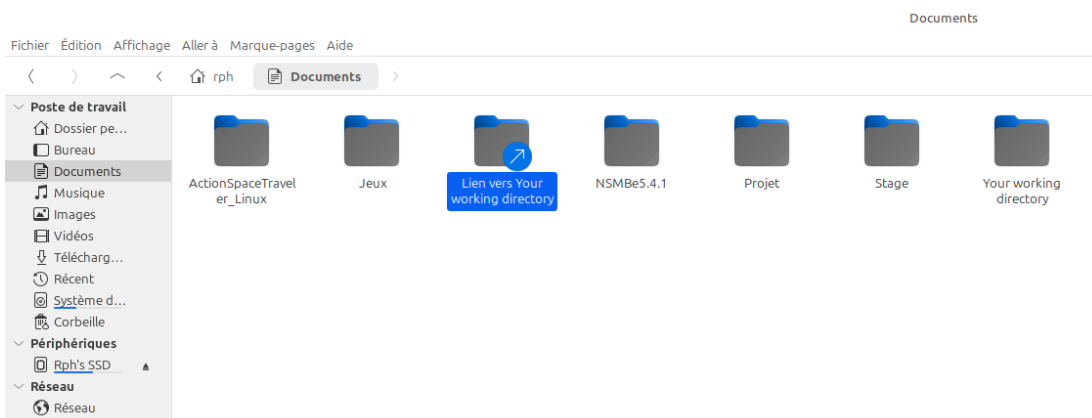 Documents
Fichier Édition Affichage Aller à Marque-pages Aide
rph Documents
Poste de travail
Dossier pe...
Bureau
Documents
Musique
Images
Vidéos
Télécharg...
Récent
Système d...
Corbeille
Périphériques
Rph's SSD
Réseau
Réseau
ActionSpaceTravel
er_Linux
Jeux
Lien vers Your
working directory
NSMBe5.4.1
Projet
Stage
Your working
directory